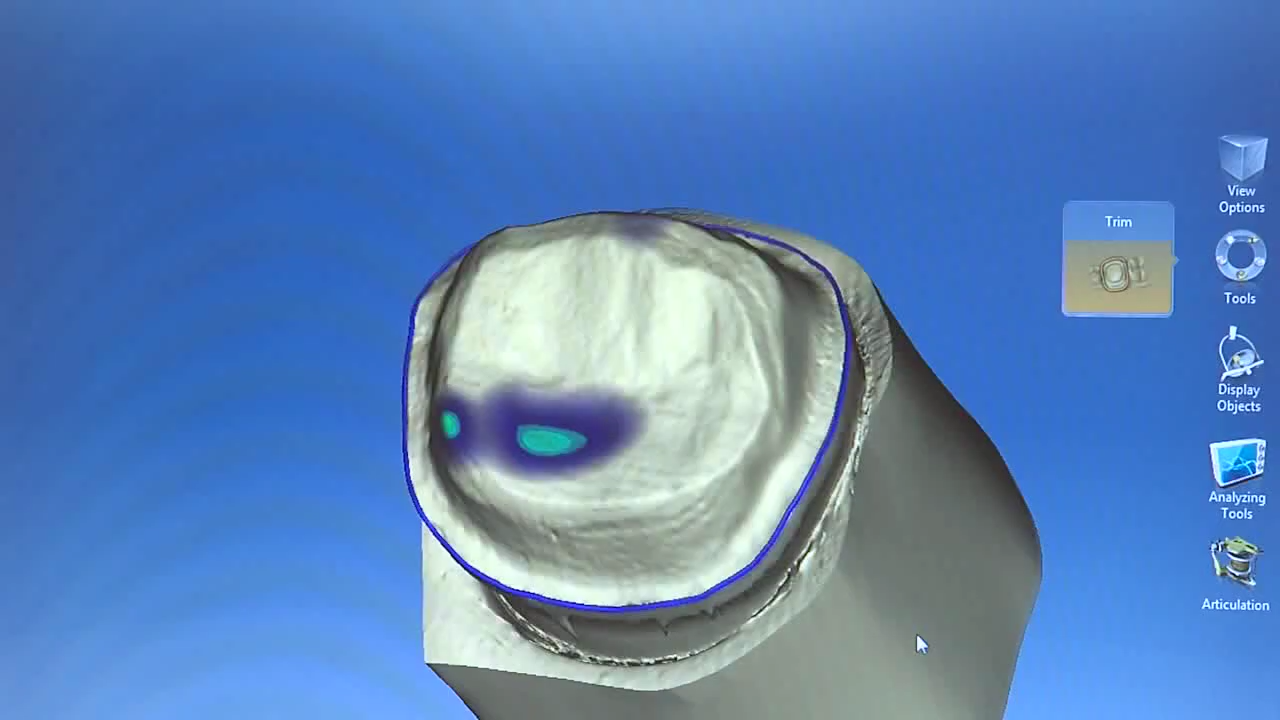 Trim
View
Options
Tools
Display
Objects
Analyzing
Tools
Articulation